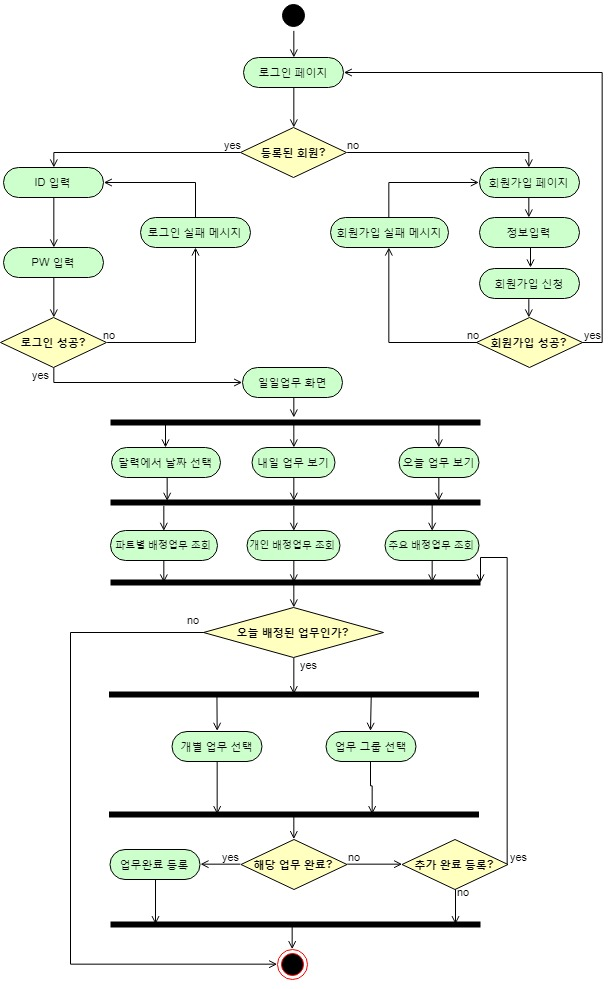 로그인 페이지
등록된 회원?
yes
no
ID 입력
회원가입 페이지
로그인 실패 메시지
회원가입 실패 메시지
정보입력
PW 입력
회원가입 신청
로그인 성공?
no
yes
회원가입 성공?
no
yes
일일업무 화면
달력에서 날짜 선택
내일 업무 보기
오늘 업무 보기
파트별 배정업무 조회
개인 배정업무 조회
주요 배정업무 조회
오늘 배정된 업무인가?
no
yes
개별 업무 선택
업무 그룹 선택
업무완료 등록
yes
해당 업무 완료?
no
추가 완료 등록?
yes
no